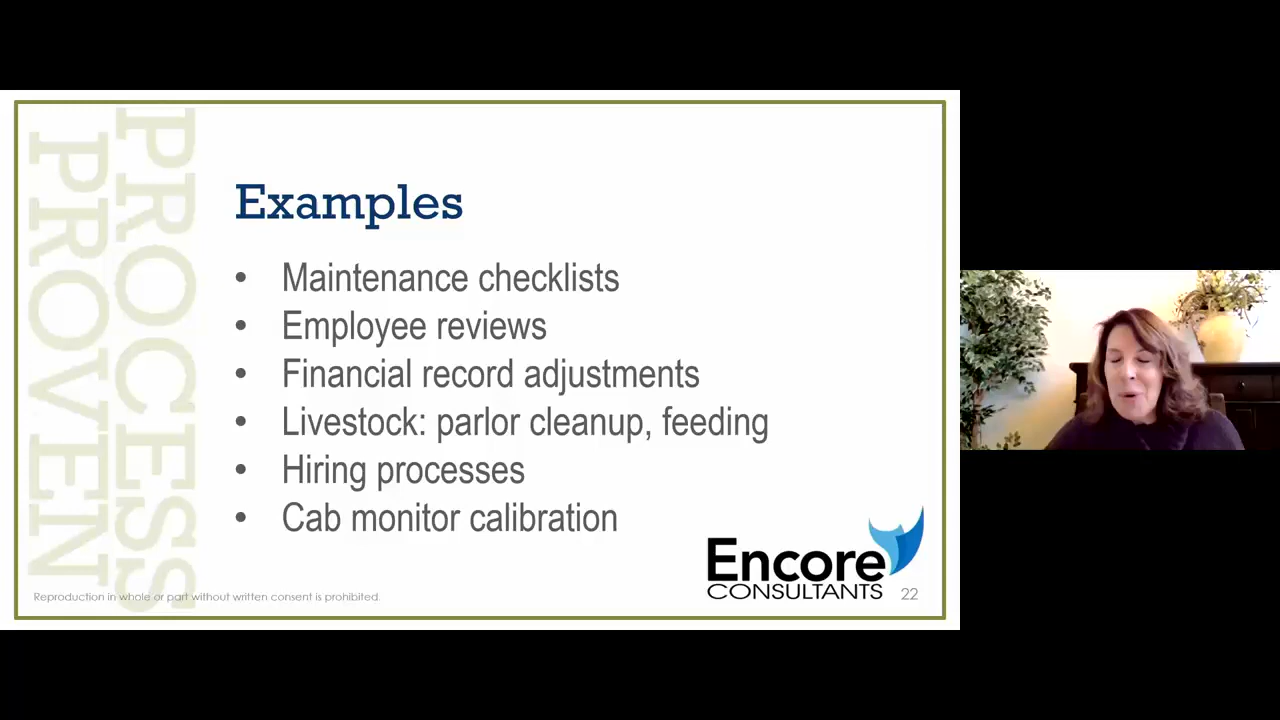 PROCESS
PROVEN
Examples
• Maintenance checklists
• Employee reviews
• Financial record adjustments
• Livestock: parlor cleanup, feeding
• Hiring processes
• Cab monitor calibration
Encore
CONSULTANTS
Reproduction in whole or part without written consent is prohibited.
22